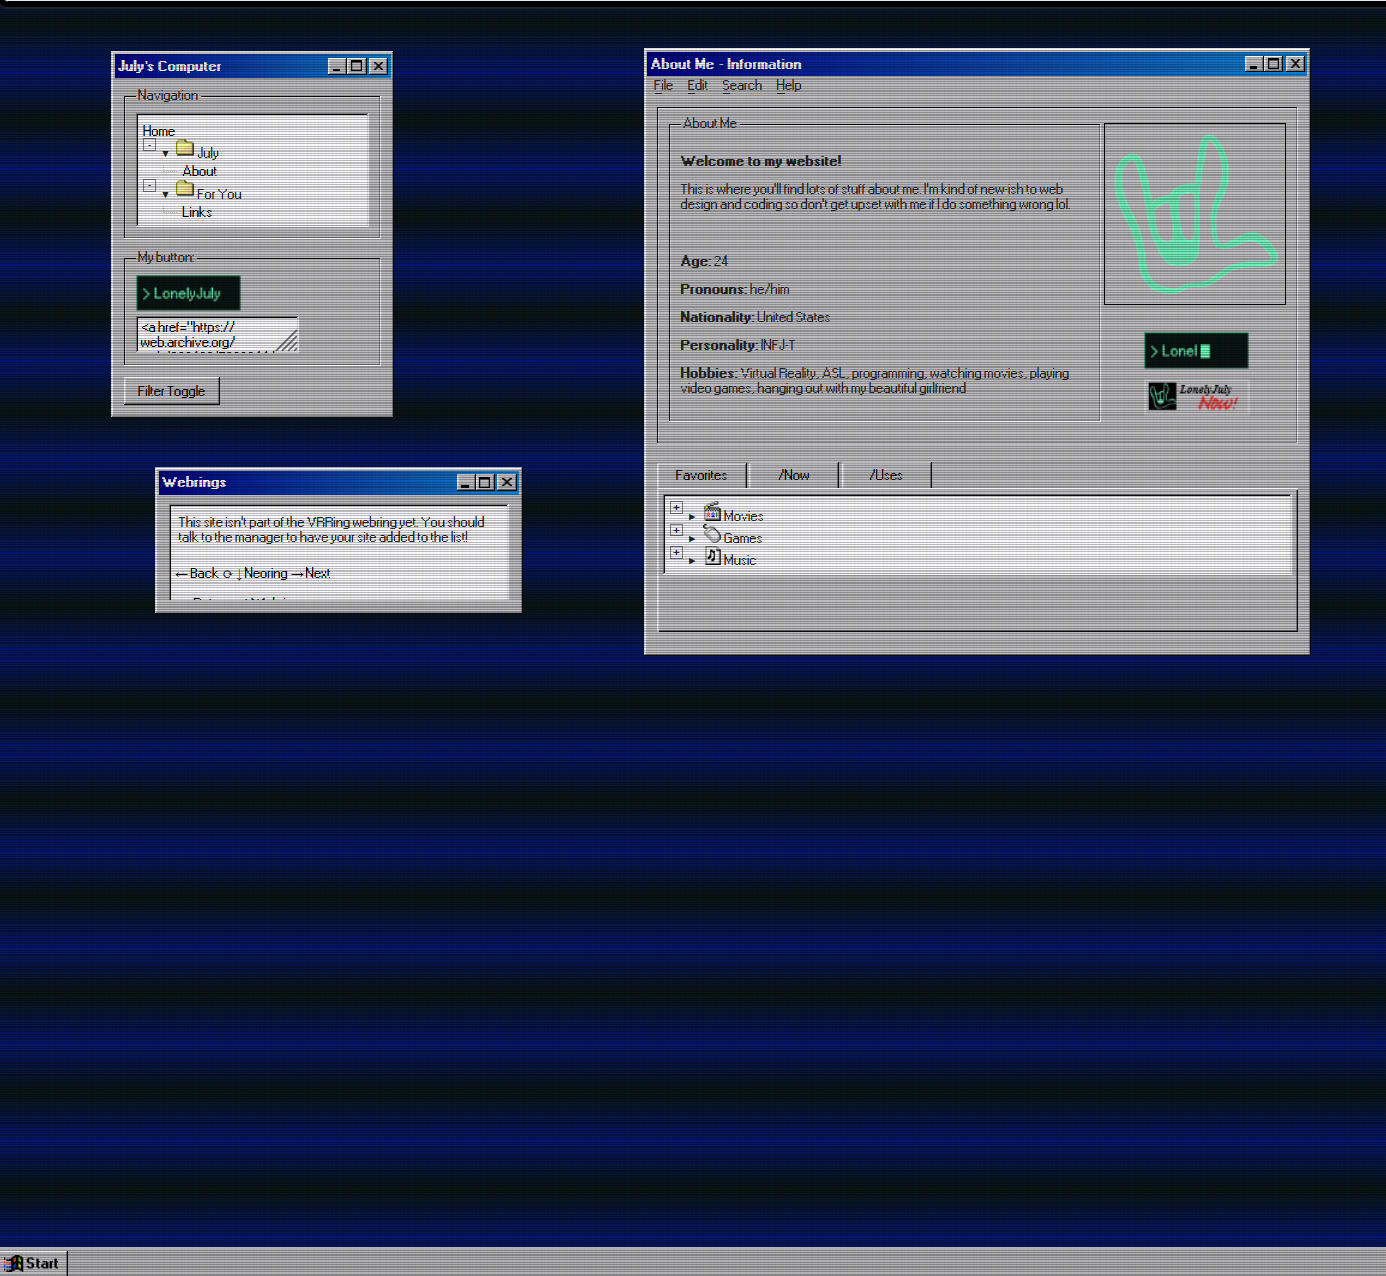 July's Computer
Navigation
Home
July
About
For You
Links
My button:
> LonelyJuly
<a href="https://
web.archive.org/
Filter Toggle
Webrings
This site isn't part of the VRRing webring yet. You should
talk to the manager to have your site added to the list!
← Back ⟳ ↓ Neoring → Next
About Me - Information
File Edit Search Help
About Me
Welcome to my website!
This is where you'll find lots of stuff about me. I'm kind of new-ish to web
design and coding so don't get upset with me if I do something wrong lol.
Age: 24
Pronouns: he/him
Nationality: United States
Personality: INFJ-T
Hobbies: Virtual Reality, ASL, programming, watching movies, playing
video games, hanging out with my beautiful girlfriend
> Lonel
LonelyJuly
Now!
Favorites /Now /Uses
Movies
Games
Music
Start